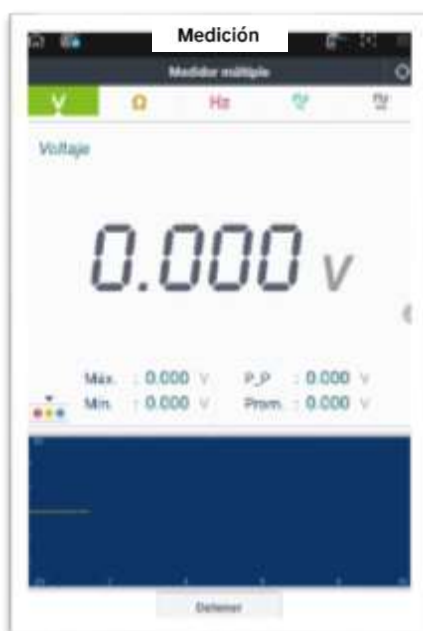 Medición
Medidor múltiple
V Ω Hz
Voltaje
0.000 V
Máx. : 0.000 V P_P : 0.000 V
Mín. : 0.000 V Prom. : 0.000 V
Detener